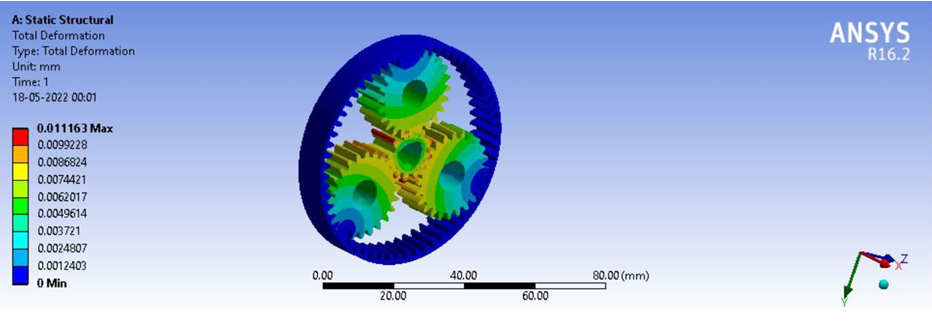 A: Static Structural
Total Deformation
Type: Total Deformation
Unit: mm
Time: 1
18-05-2022 00:01
ANSYS
R16.2
0.011163 Max
0.0099228
0.0086824
0.0074421
0.0062017
0.0049614
0.003721
0.0024807
0.0012403
0 Min
0.00 40.00 80.00 (mm)
20.00 60.00
Z
X
Y